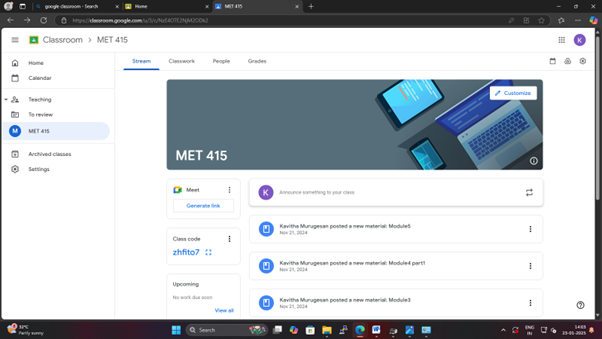 google classroom - Search
Home
MET 415
https://classroom.google.com
Classroom > MET 415
K
Stream
Classwork
People
Grades
Home
Calendar
Teaching
To review
M MET 415
Archived classes
Settings
Customize
MET 415
Meet
Generate link
Class code
zhfito7
Upcoming
No work due soon
View all
K
Announce something to your class
Kavitha Murugesan posted a new material: Module5
Nov 21, 2024
Kavitha Murugesan posted a new material: Module4 part1
Nov 21, 2024
Kavitha Murugesan posted a new material: Module3
Nov 21, 2024
32°C
Partly sunny
Search
ENG
IN
14:03
23-01-2025